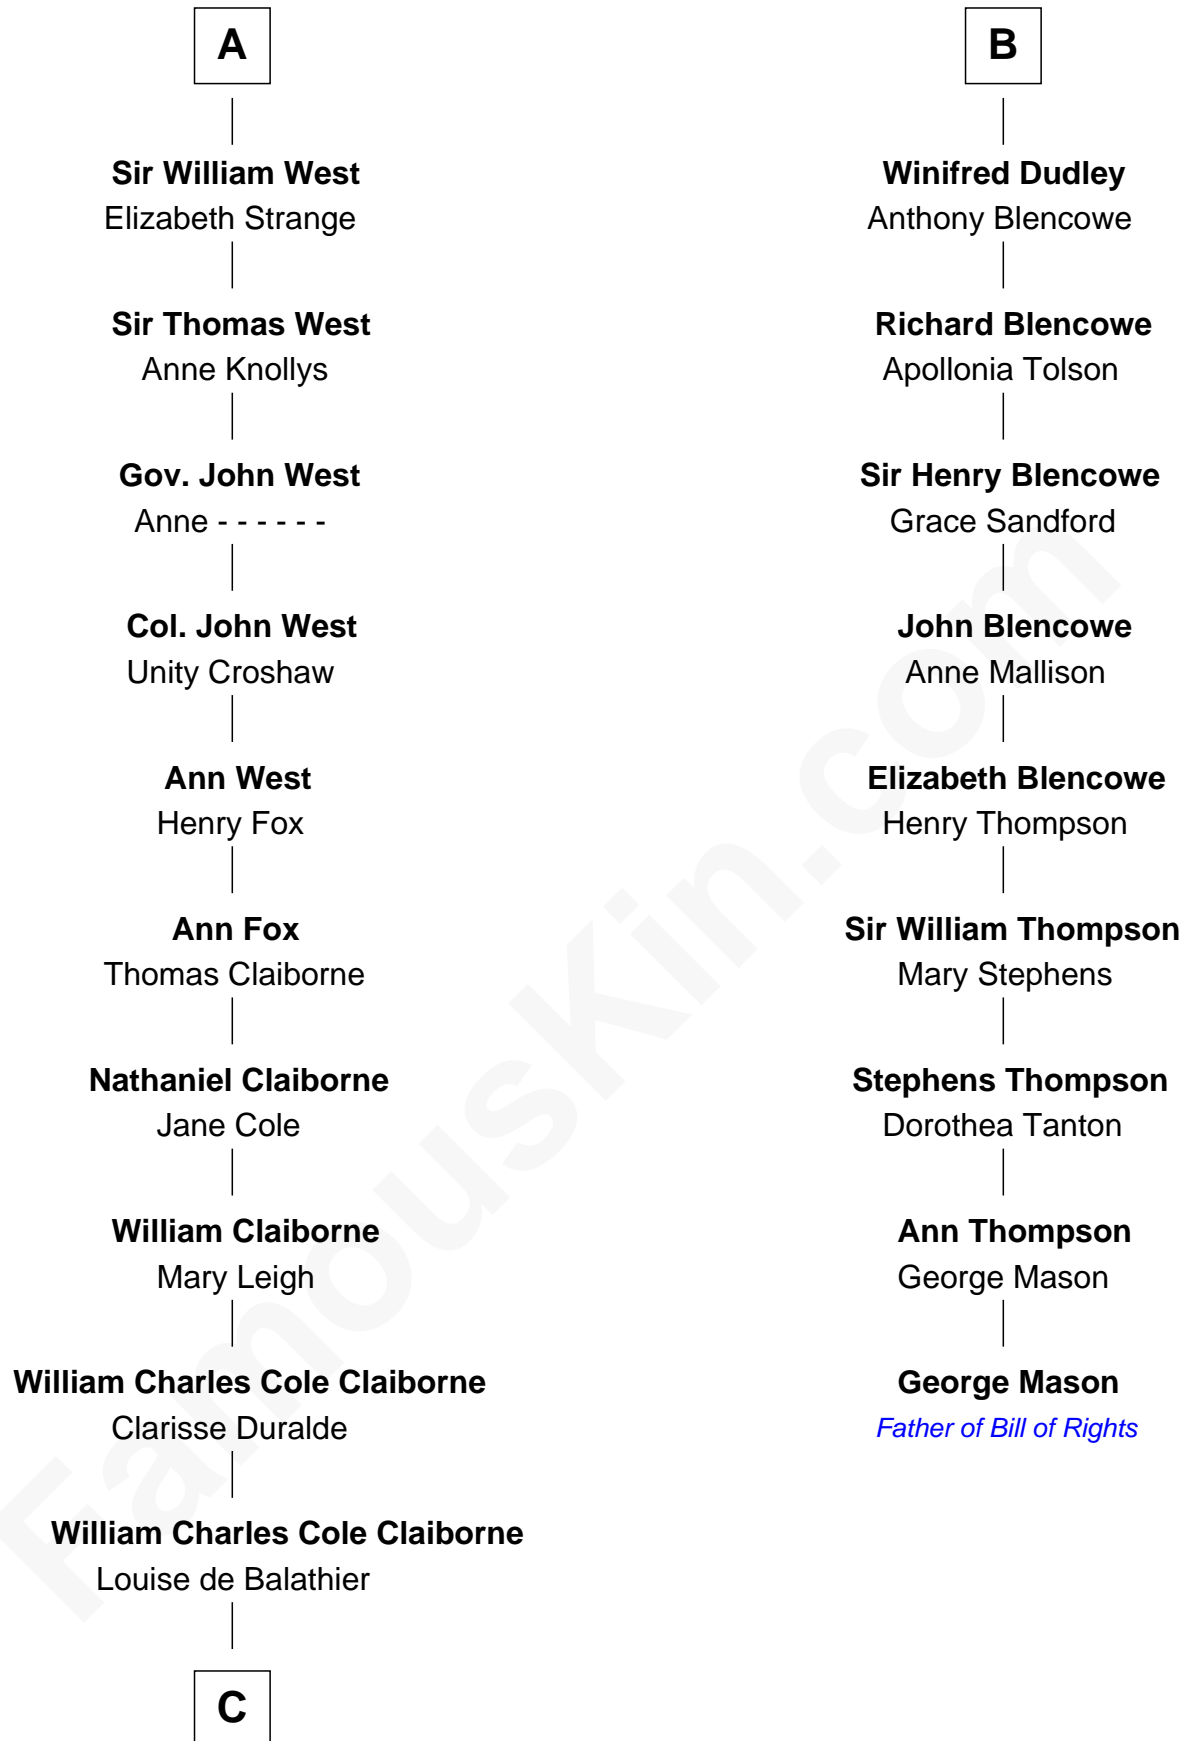 A
Sir William West
Elizabeth Strange
Sir Thomas West
Anne Knollys
Gov. John West
Anne - - - - - -
Col. John West
Unity Croshaw
Ann West
Henry Fox
Ann Fox
Thomas Claiborne
Nathaniel Claiborne
Jane Cole
William Claiborne
Mary Leigh
William Charles Cole Claiborne
Clarisse Duralde
William Charles Cole Claiborne
Louise de Balathier
C
B
Winifred Dudley
Anthony Blencowe
Richard Blencowe
Apollonia Tolson
Sir Henry Blencowe
Grace Sandford
John Blencowe
Anne Mallison
Elizabeth Blencowe
Henry Thompson
Sir William Thompson
Mary Stephens
Stephens Thompson
Dorothea Tanton
Ann Thompson
George Mason
George Mason
Father of Bill of Rights
FamousKin.com